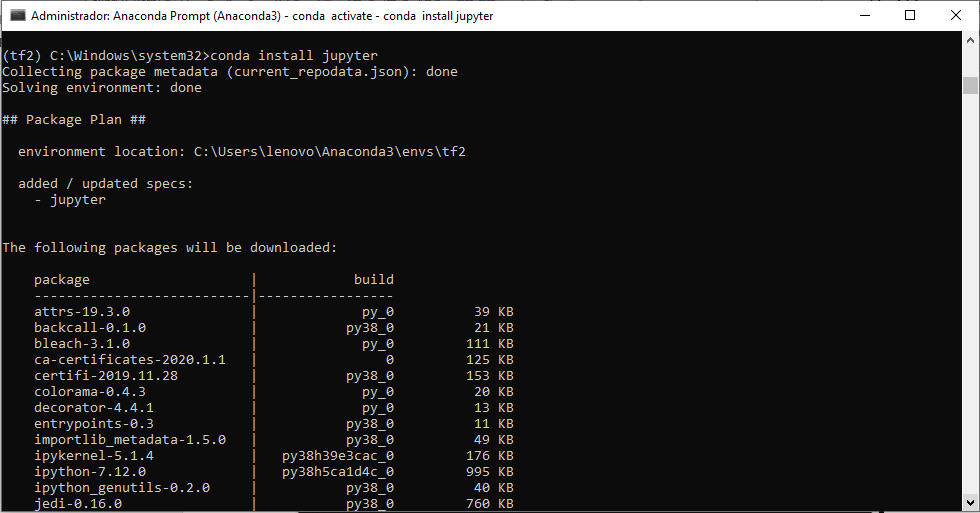 Administrador: Anaconda Prompt (Anaconda3) - conda activate - conda install jupyter
(tf2) C:\Windows\system32>conda install jupyter
Collecting package metadata (current_repodata.json): done
Solving environment: done
## Package Plan ##
environment location: C:\Users\lenovo\Anaconda3\envs\tf2
added / updated specs:
- jupyter
The following packages will be downloaded:
package | build
---------------------------|-----------------
attrs-19.3.0 | py_0 39 KB
backcall-0.1.0 | py38_0 21 KB
bleach-3.1.0 | py_0 111 KB
ca-certificates-2020.1.1 | 0 125 KB
certifi-2019.11.28 | py38_0 153 KB
colorama-0.4.3 | py_0 20 KB
decorator-4.4.1 | py_0 13 KB
entrypoints-0.3 | py38_0 11 KB
importlib_metadata-1.5.0 | py38_0 49 KB
ipykernel-5.1.4 | py38h39e3cac_0 176 KB
ipython-7.12.0 | py38h5ca1d4c_0 995 KB
ipython_genutils-0.2.0 | py38_0 40 KB
jedi-0.16.0 | py38_0 760 KB